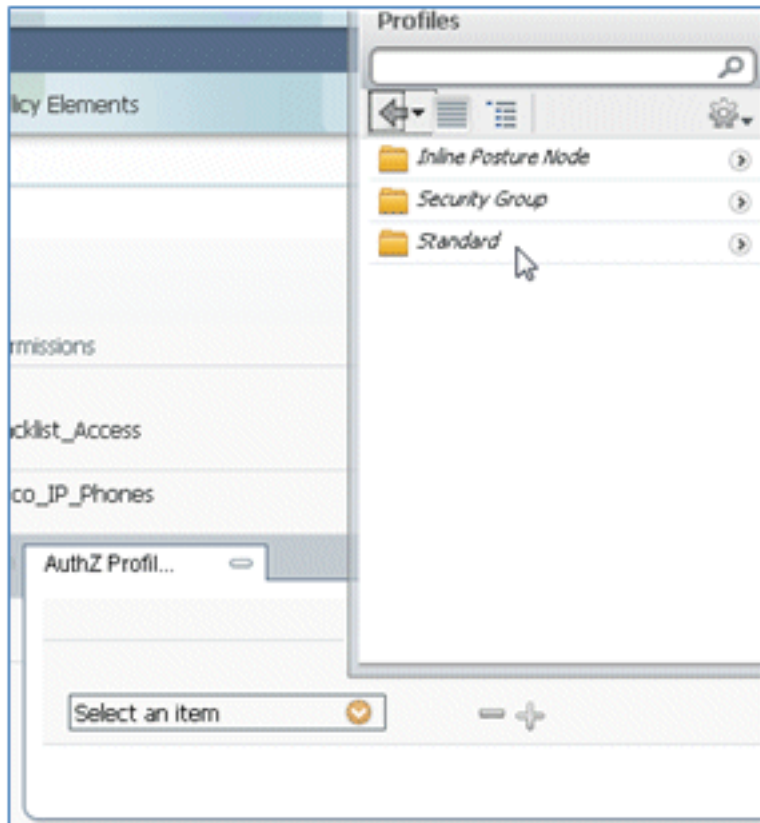 Profiles
licy Elements
Inline Posture Node
Security Group
Standard
rmissions
cklist_Access
co_IP_Phones
AuthZ Profil...
Select an item